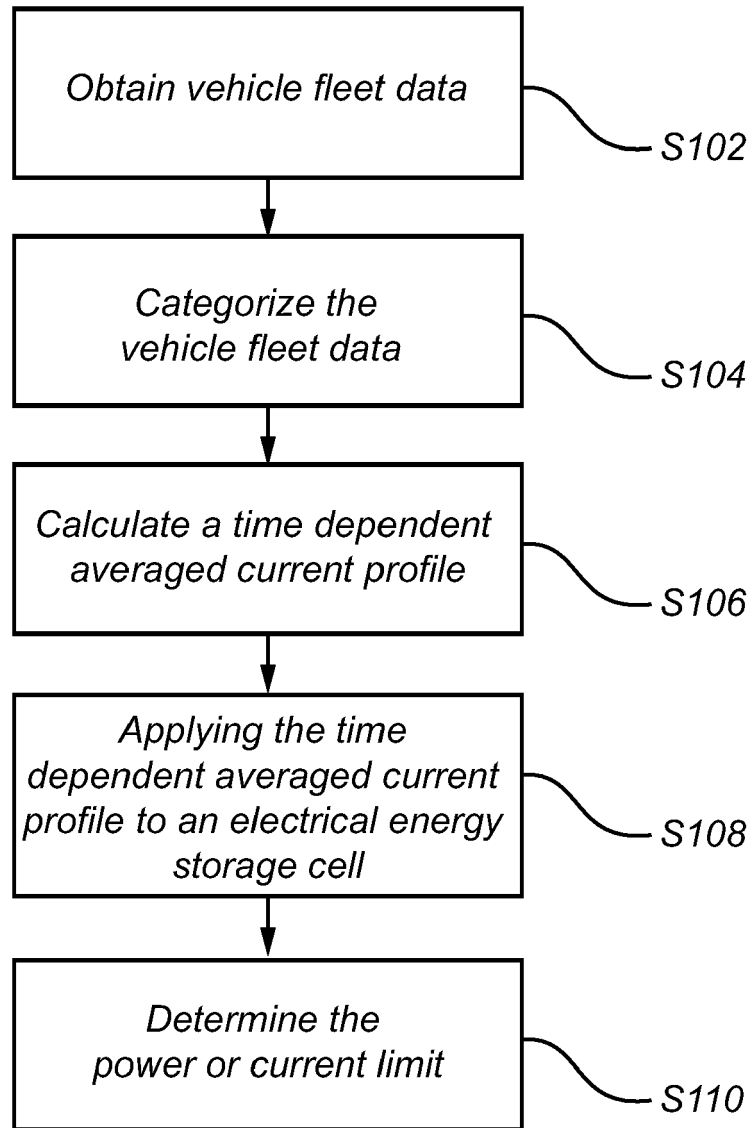 Obtain vehicle fleet data
S102
Categorize the
vehicle fleet data
S104
Calculate a time dependent
averaged current profile
S106
Applying the time
dependent averaged current
profile to an electrical energy
storage cell
S108
Determine the
power or current limit
S110